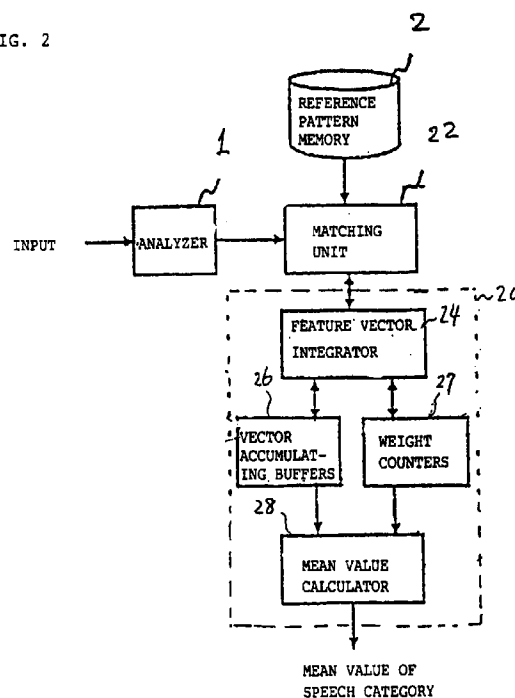 IG. 2
2
REFERENCE
PATTERN
MEMORY
22
1
INPUT
ANALYZER
MATCHING
UNIT
FEATURE VECTOR
INTEGRATOR
24
26
27
VECTOR
ACCUMULAT-
ING BUFFERS
WEIGHT
COUNTERS
28
MEAN VALUE
CALCULATOR
MEAN VALUE OF
SPEECH CATEGORY